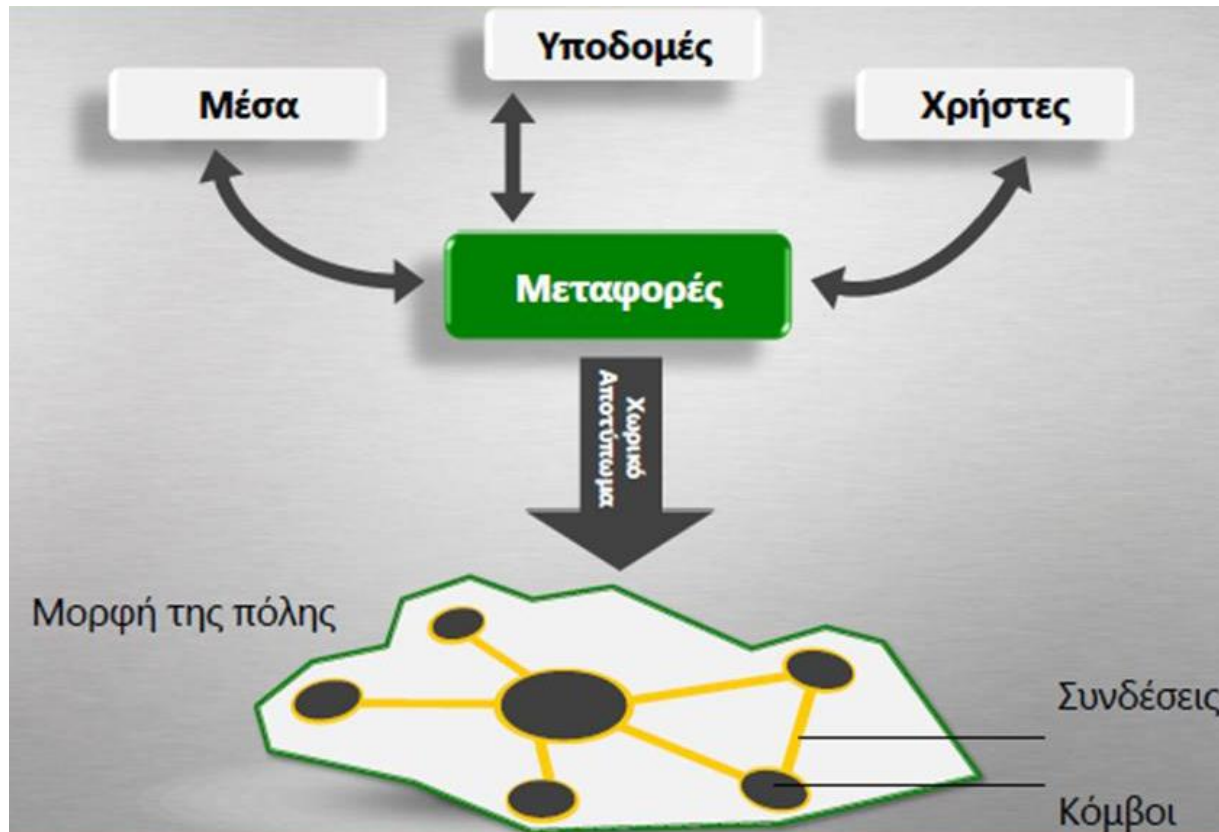 Υποδομές
Μέσα
Χρήστες
Μεταφορές
Χωρικό
Αποτύπωμα
Μορφή της πόλης
Συνδέσεις
Κόμβοι